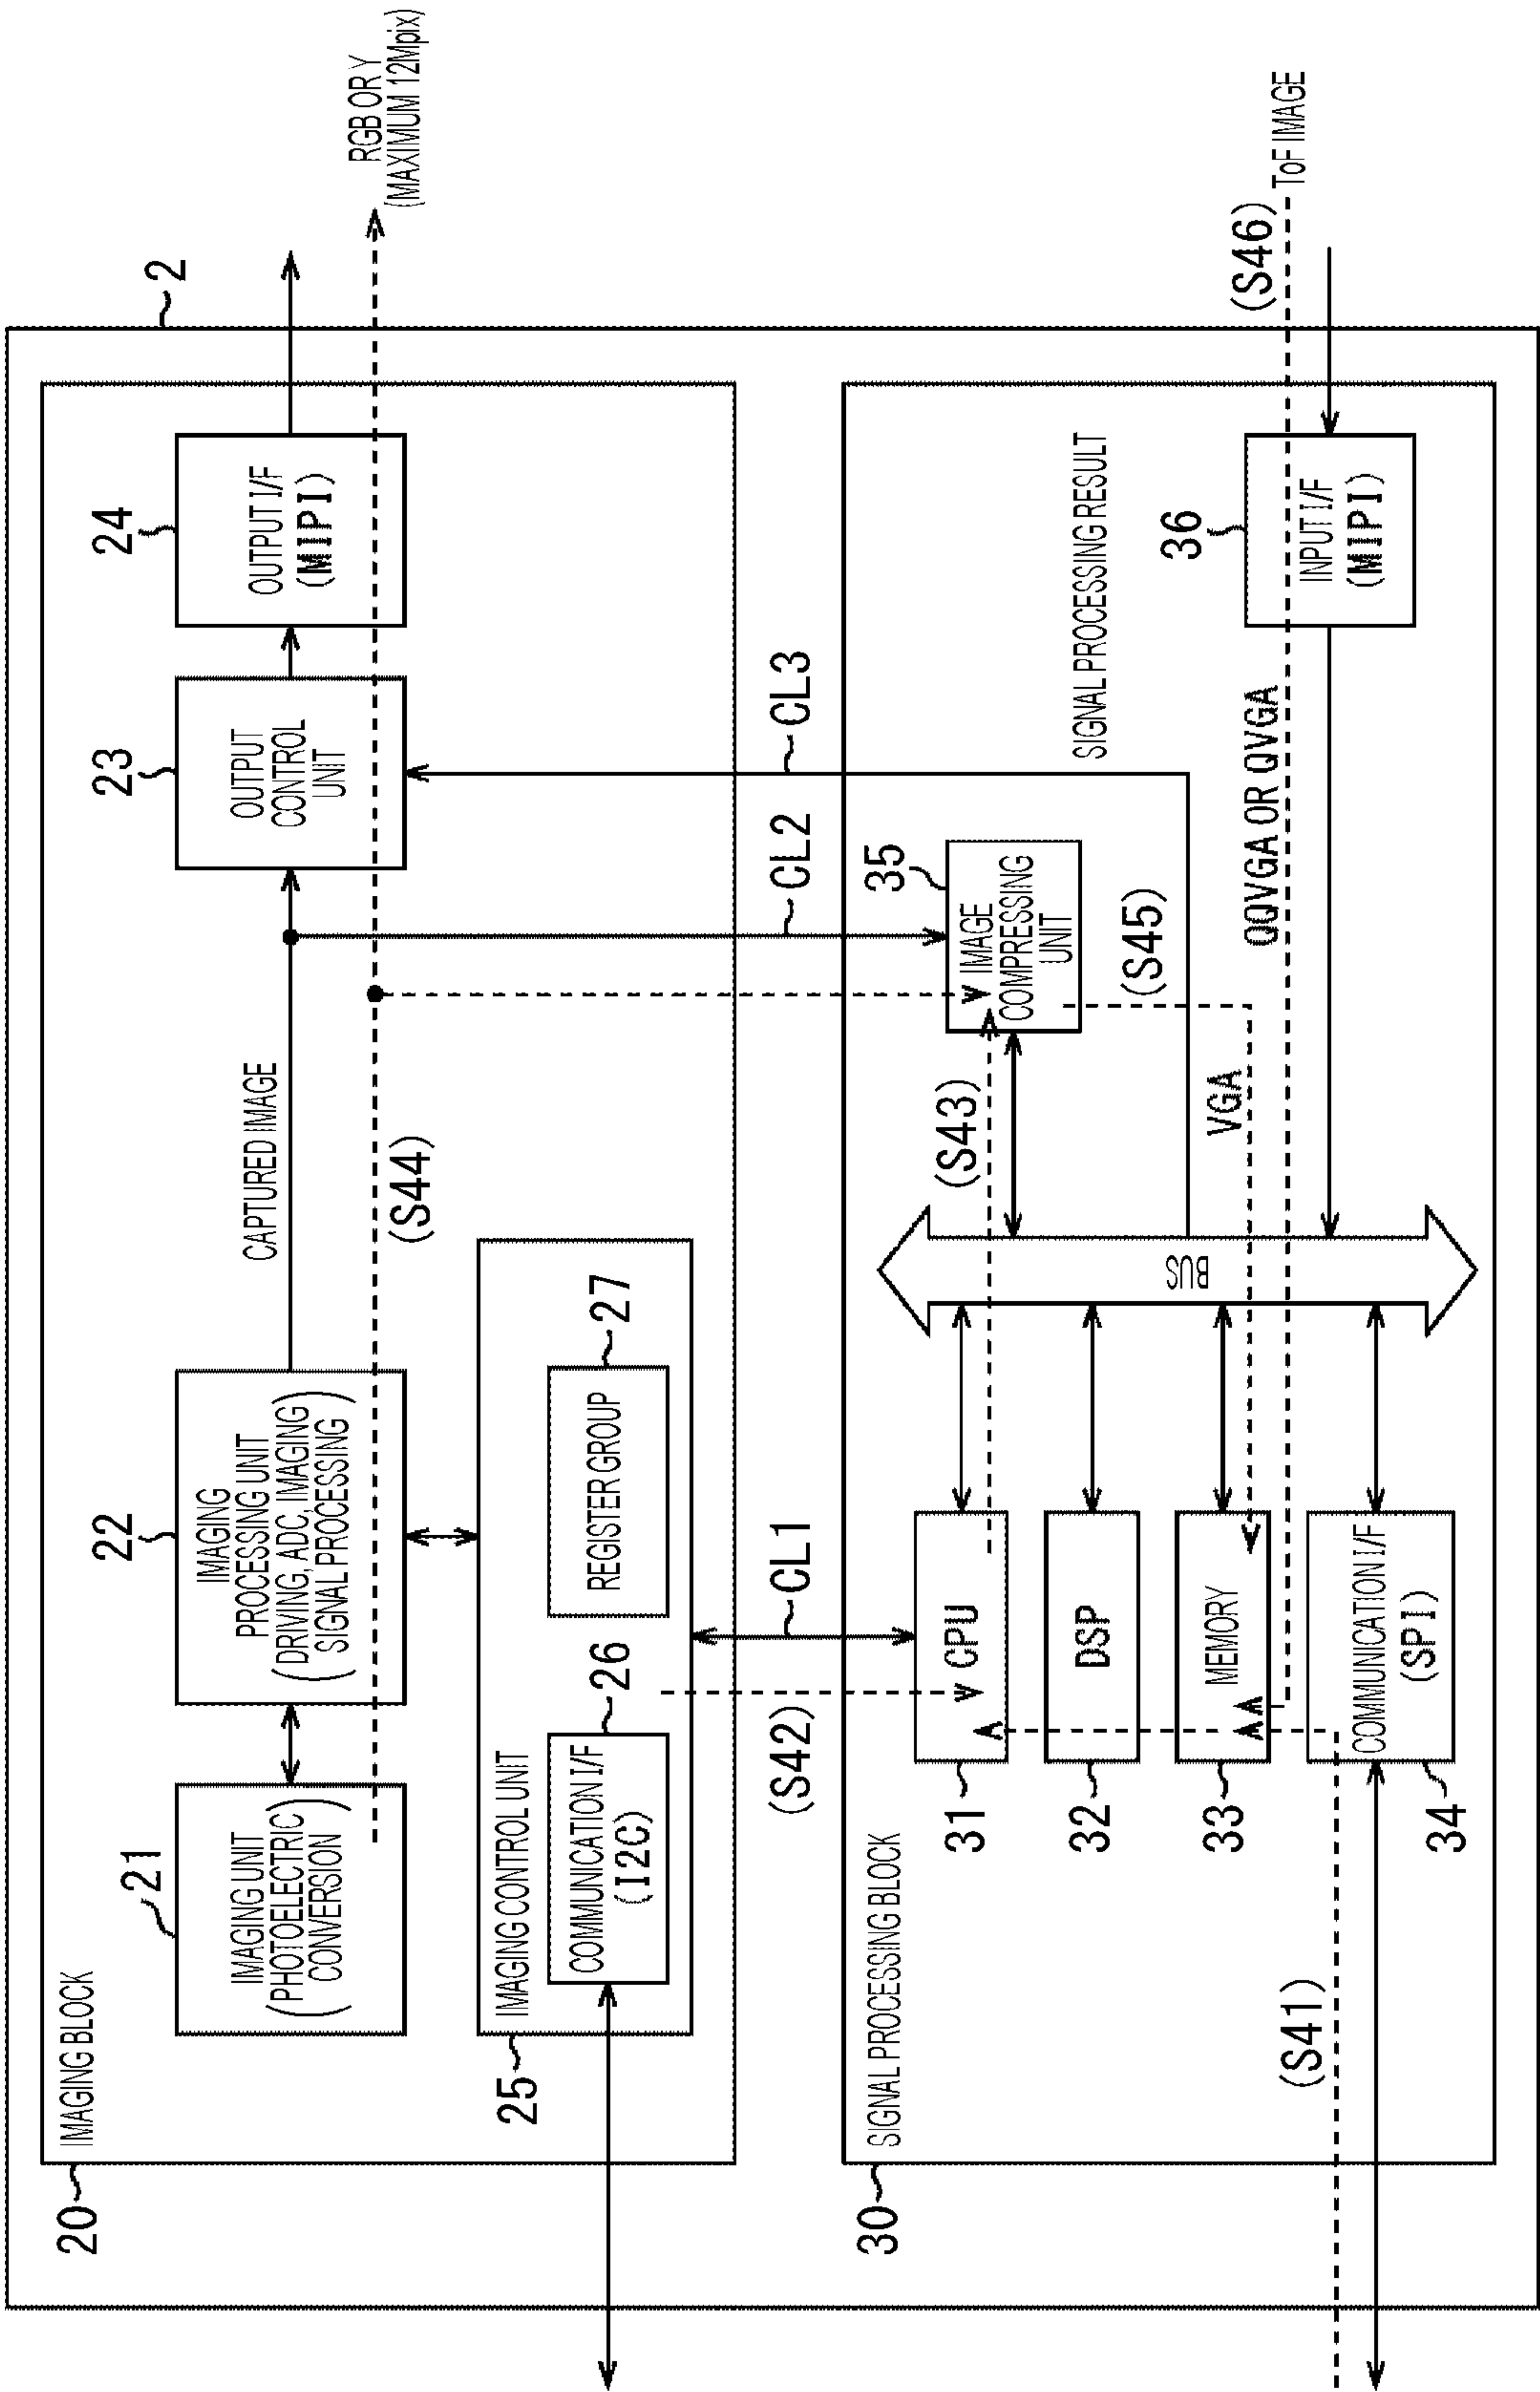 2
20
IMAGING BLOCK
21
IMAGING UNIT
(PHOTOELECTRIC
CONVERSION)
22
IMAGING
PROCESSING UNIT
(DRIVING, ADC, IMAGING
SIGNAL PROCESSING)
CAPTURED IMAGE
23
OUTPUT
CONTROL
UNIT
24
OUTPUT I/F
(MIPI)
RGB OR Y
(MAXIMUM 12Mpix)
(S44)
25
IMAGING CONTROL UNIT
26
COMMUNICATION I/F
(I2C)
27
REGISTER GROUP
(S42)
CL1
CL2
CL3
30
SIGNAL PROCESSING BLOCK
31
CPU
32
DSP
33
MEMORY
34
COMMUNICATION I/F
(SPI)
(S41)
BUS
(S43)
35
IMAGE
COMPRESSING
UNIT
(S45)
VGA
QQVGA OR QVGA
SIGNAL PROCESSING RESULT
36
INPUT I/F
(MIPI)
(S46)
ToF IMAGE